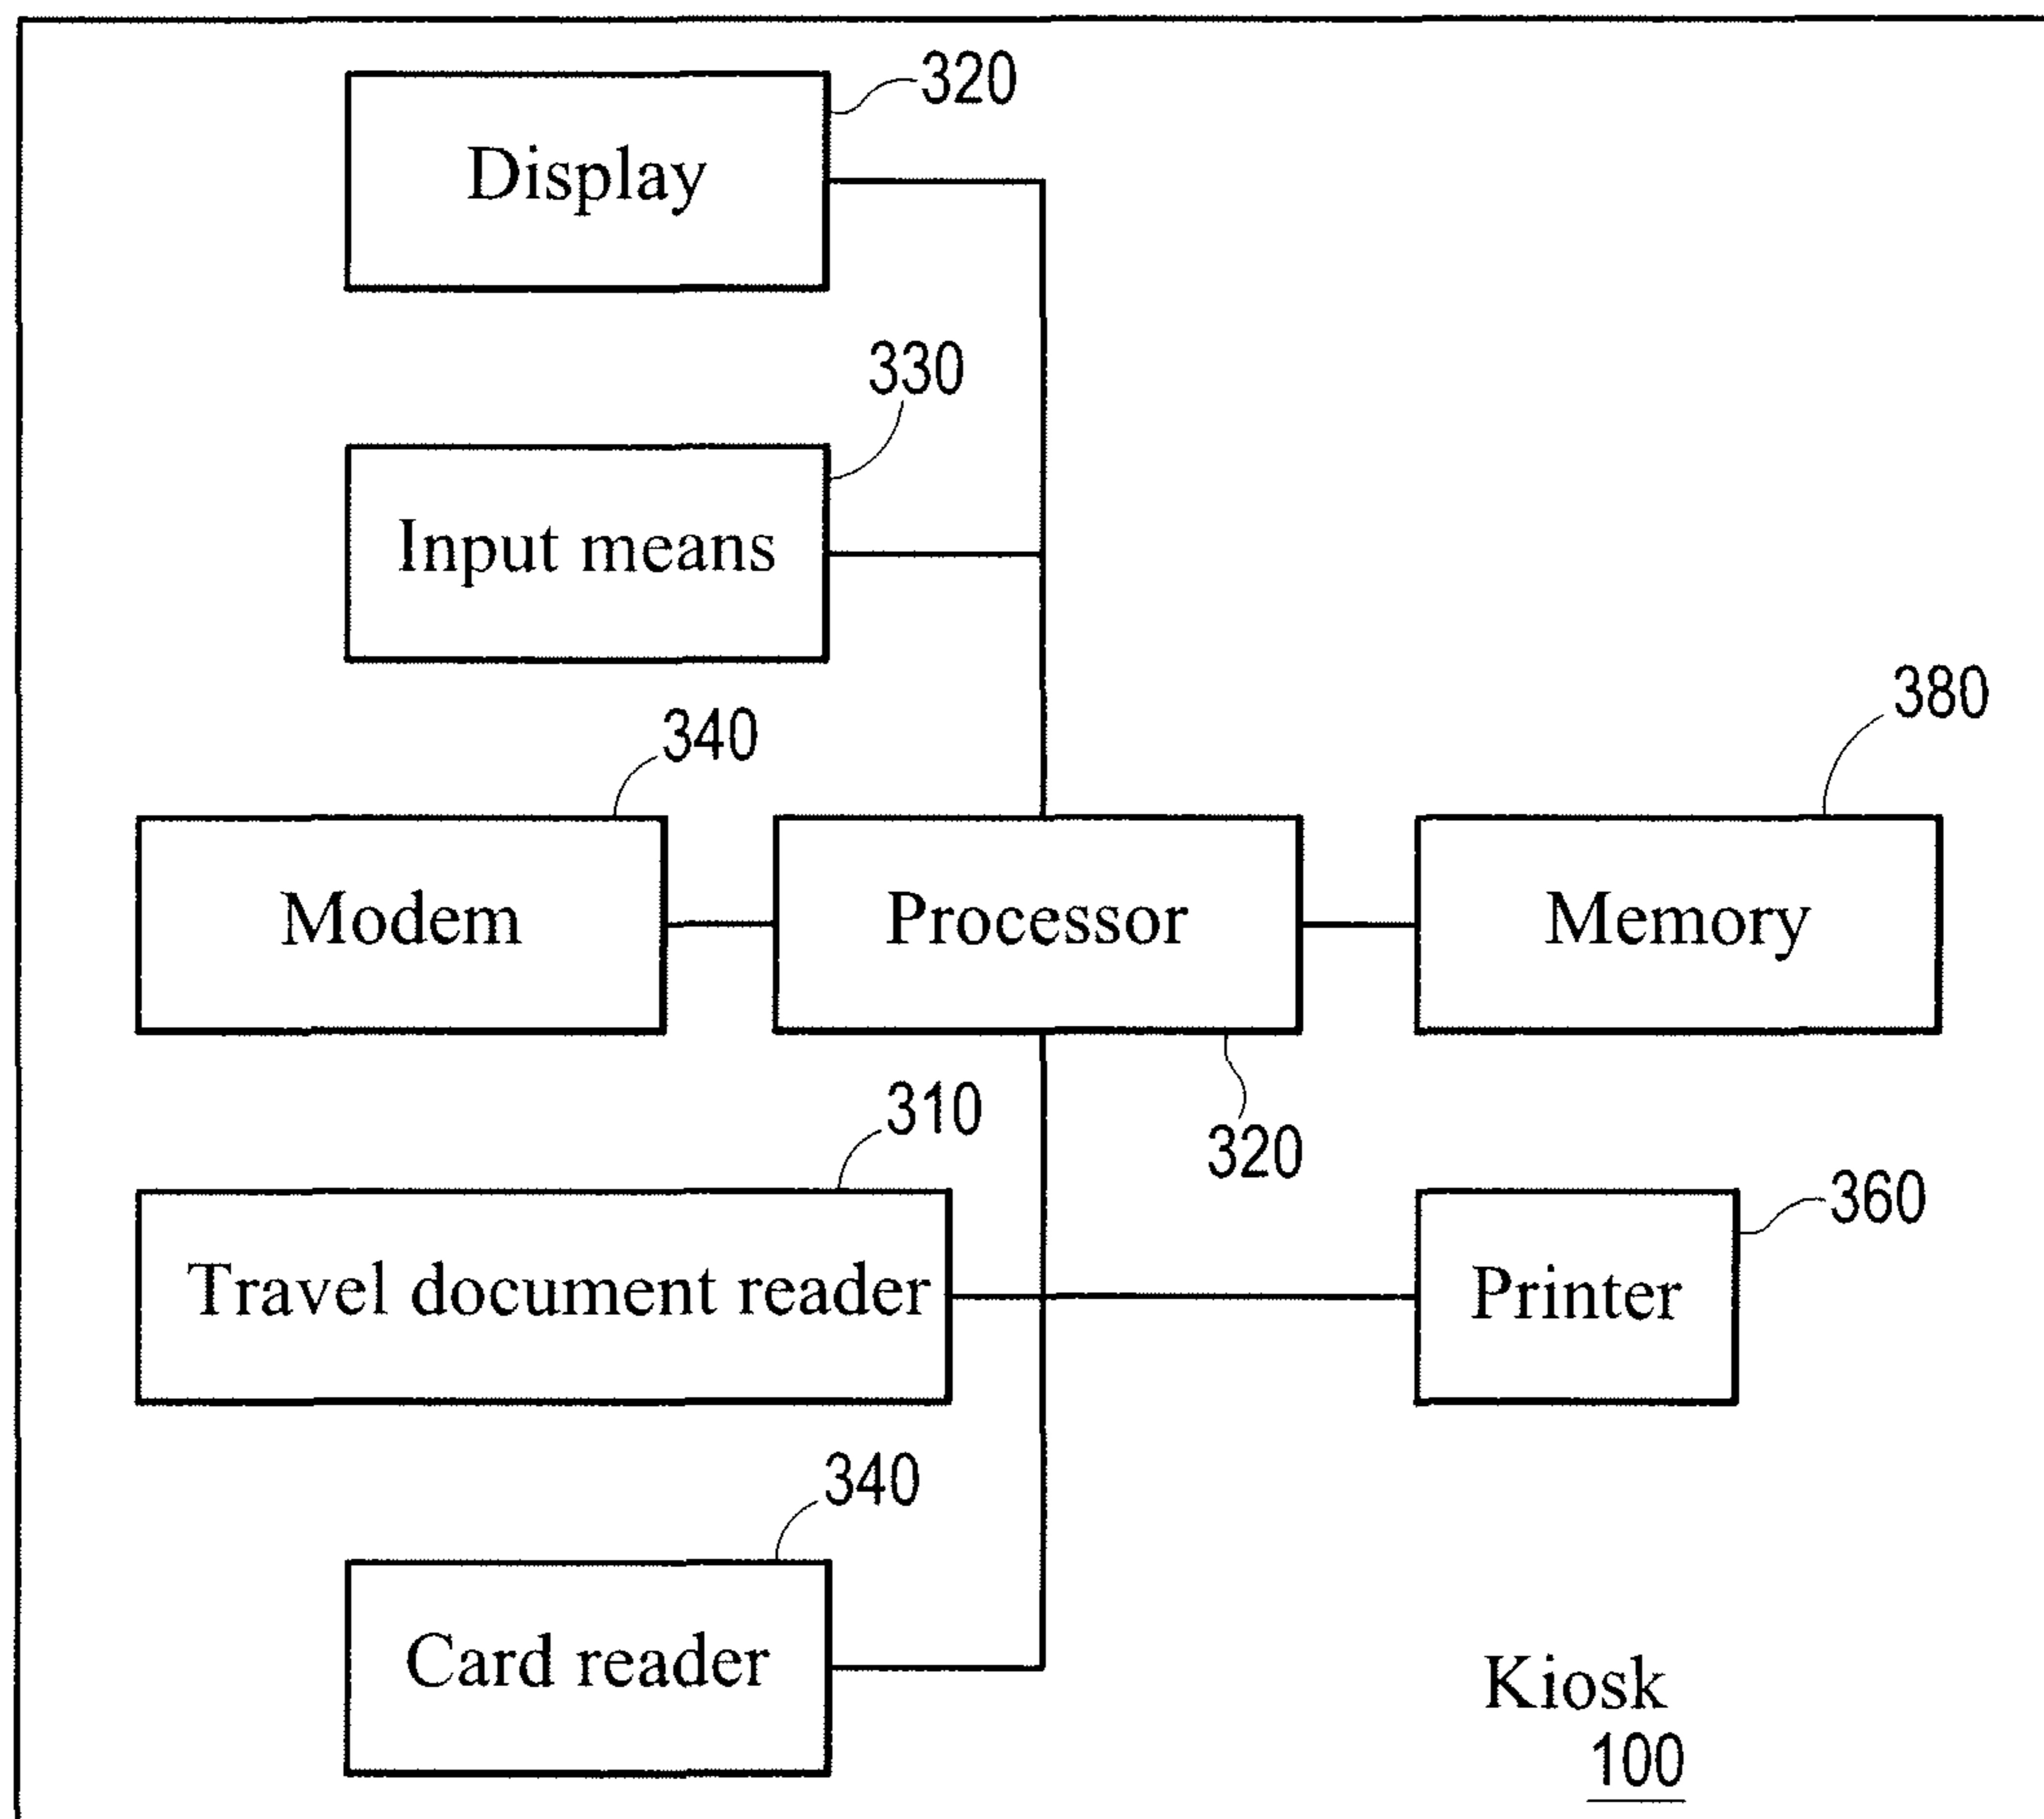 320
Display
330
Input means
340
380
Modem
Processor
Memory
310
320
360
Travel document reader
Printer
340
Card reader
Kiosk
100